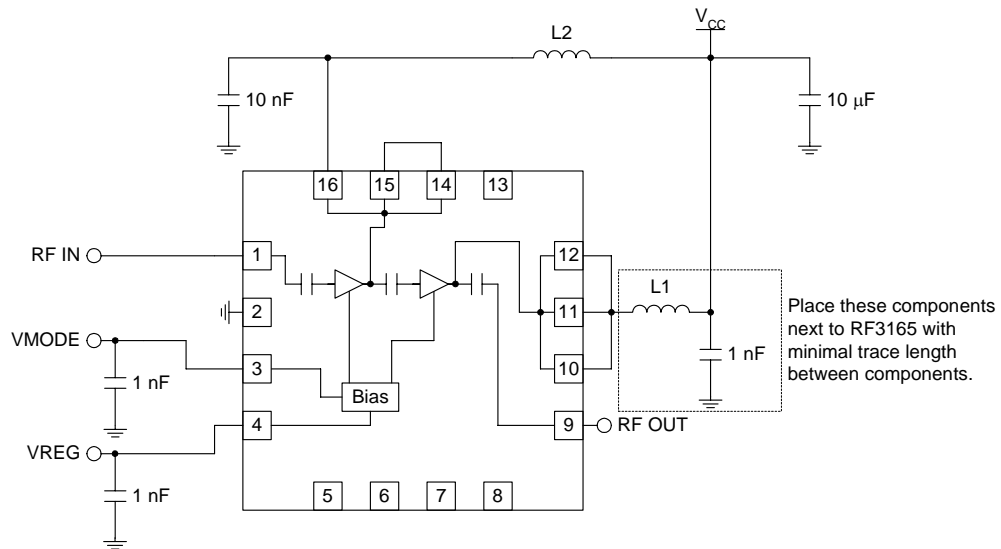 V_CC
L2
10 nF
10 µF
16
15
14
13
RF IN
1
12
2
11
L1
Place these components
next to RF3165 with
minimal trace length
between components.
VMODE
3
10
1 nF
1 nF
Bias
4
9
RF OUT
VREG
1 nF
5
6
7
8